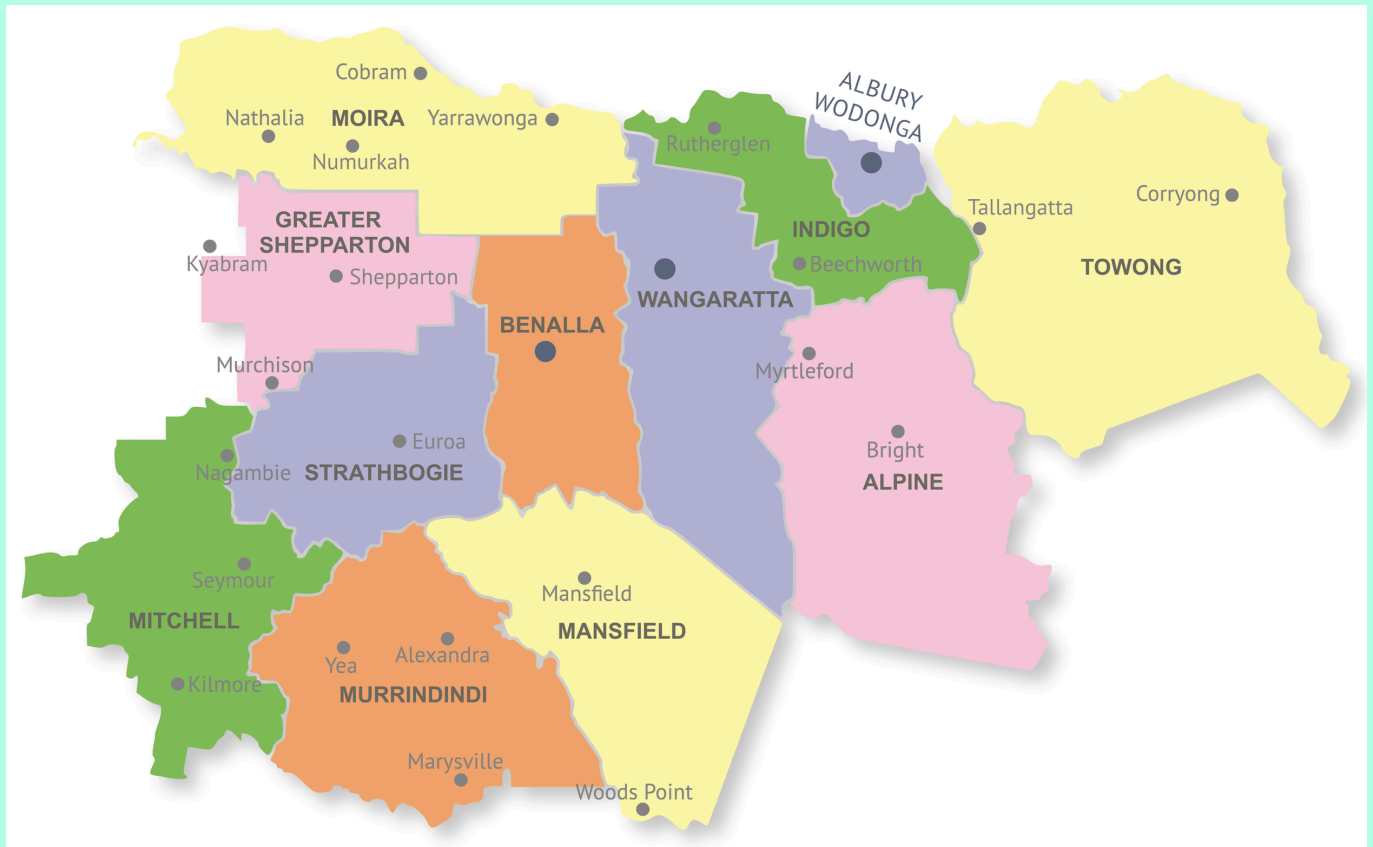 Cobram
ALBURY
WODONGA
Nathalia
MOIRA
Yarrawonga
Numurkah
Rutherglen
Corryong
Tallangatta
GREATER
SHEPPARTON
INDIGO
Kyabram
Beechworth
TOWONG
Shepparton
WANGARATTA
BENALLA
Murchison
Myrtleford
Euroa
Bright
Nagambie
STRATHBOGIE
ALPINE
Seymour
Mansfield
MITCHELL
MANSFIELD
Alexandra
Yea
Kilmore
MURRINDINDI
Marysville
Woods Point